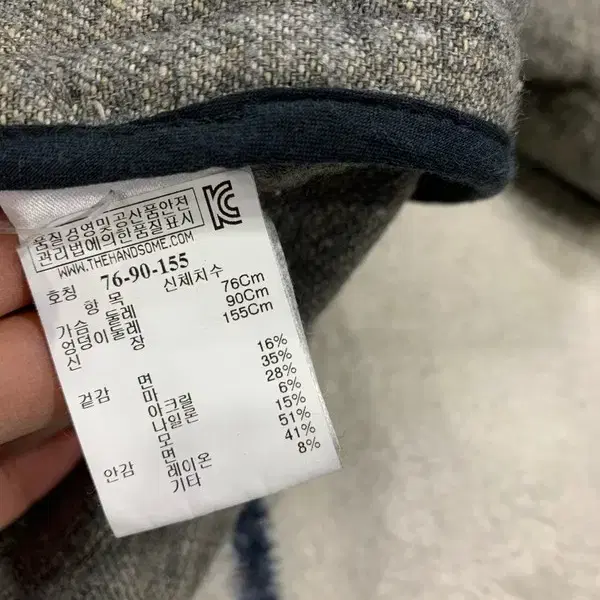 품질경영및공산품안전
관리법에의한품질표시
KC
WWW.THEHANDSOME.COM
호칭 76-90-155
항 목 신체치수
가슴 둘레 76Cm
엉덩이둘레 90Cm
신 장 155Cm
겉감 면 16%
마 35%
아크릴 28%
나일론 6%
모 15%
안감 면 51%
레이온 41%
기타 8%